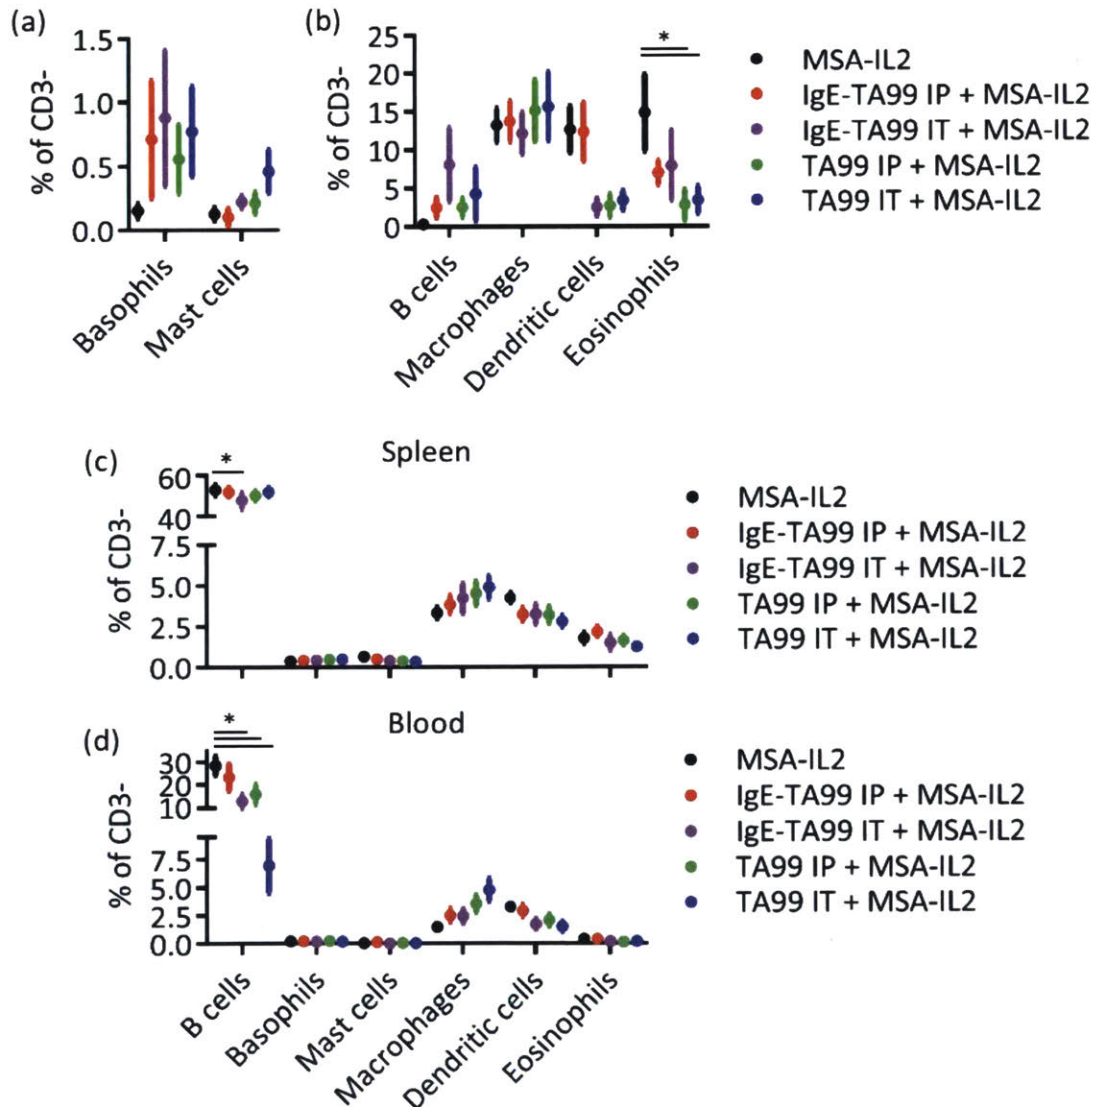 (a)
1.5
1.0
0.5
0.0
% of CD3-
Basophils
Mast cells
(b)
*
25
20
15
10
5
0
% of CD3-
B cells
Macrophages
Dendritic cells
Eosinophils
MSA-IL2
IgE-TA99 IP + MSA-IL2
IgE-TA99 IT + MSA-IL2
TA99 IP + MSA-IL2
TA99 IT + MSA-IL2
(c)
Spleen
*
60
40
7.5
5.0
2.5
0.0
% of CD3-
MSA-IL2
IgE-TA99 IP + MSA-IL2
IgE-TA99 IT + MSA-IL2
TA99 IP + MSA-IL2
TA99 IT + MSA-IL2
(d)
Blood
*
30
20
10
7.5
5.0
2.5
0.0
% of CD3-
B cells
Basophils
Mast cells
Macrophages
Dendritic cells
Eosinophils
MSA-IL2
IgE-TA99 IP + MSA-IL2
IgE-TA99 IT + MSA-IL2
TA99 IP + MSA-IL2
TA99 IT + MSA-IL2